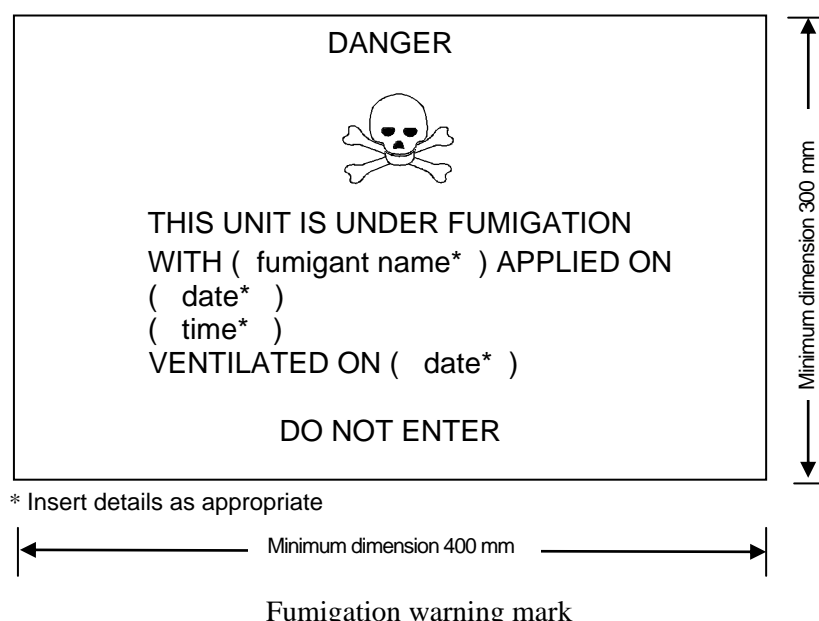 DANGER
THIS UNIT IS UNDER FUMIGATION
WITH ( fumigant name* ) APPLIED ON
( date* )
( time* )
VENTILATED ON ( date* )
DO NOT ENTER
Minimum dimension 300 mm
* Insert details as appropriate
Minimum dimension 400 mm
Fumigation warning mark